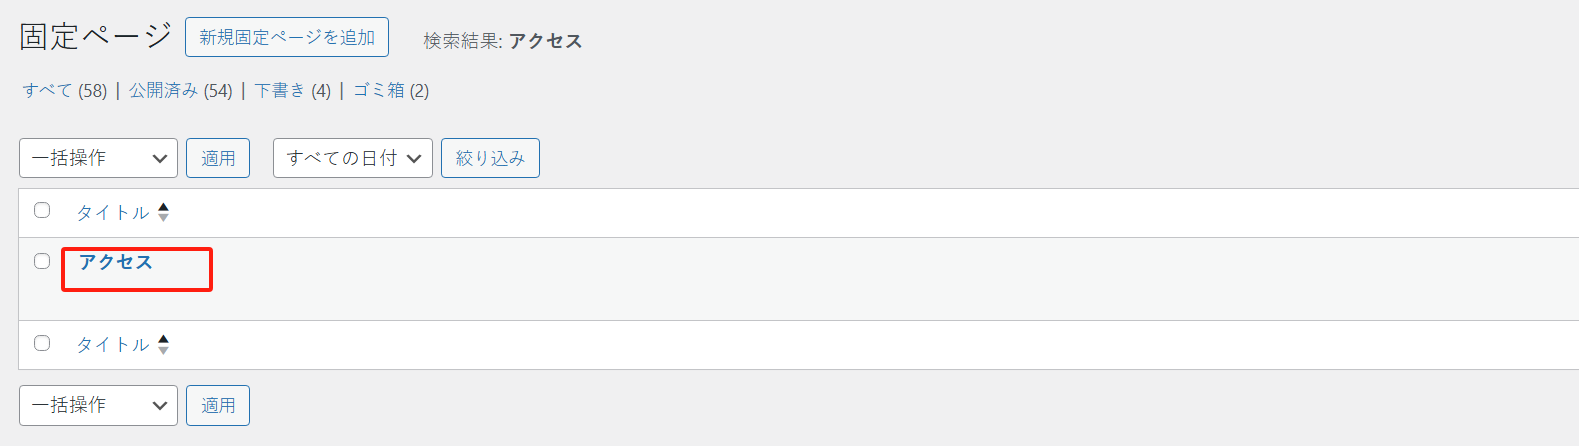 固定ページ 新規固定ページを追加 検索結果: アクセス
すべて (58) | 公開済み (54) | 下書き (4) | ゴミ箱 (2)
一括操作 適用 すべての日付 絞り込み
タイトル
アクセス
タイトル
一括操作 適用